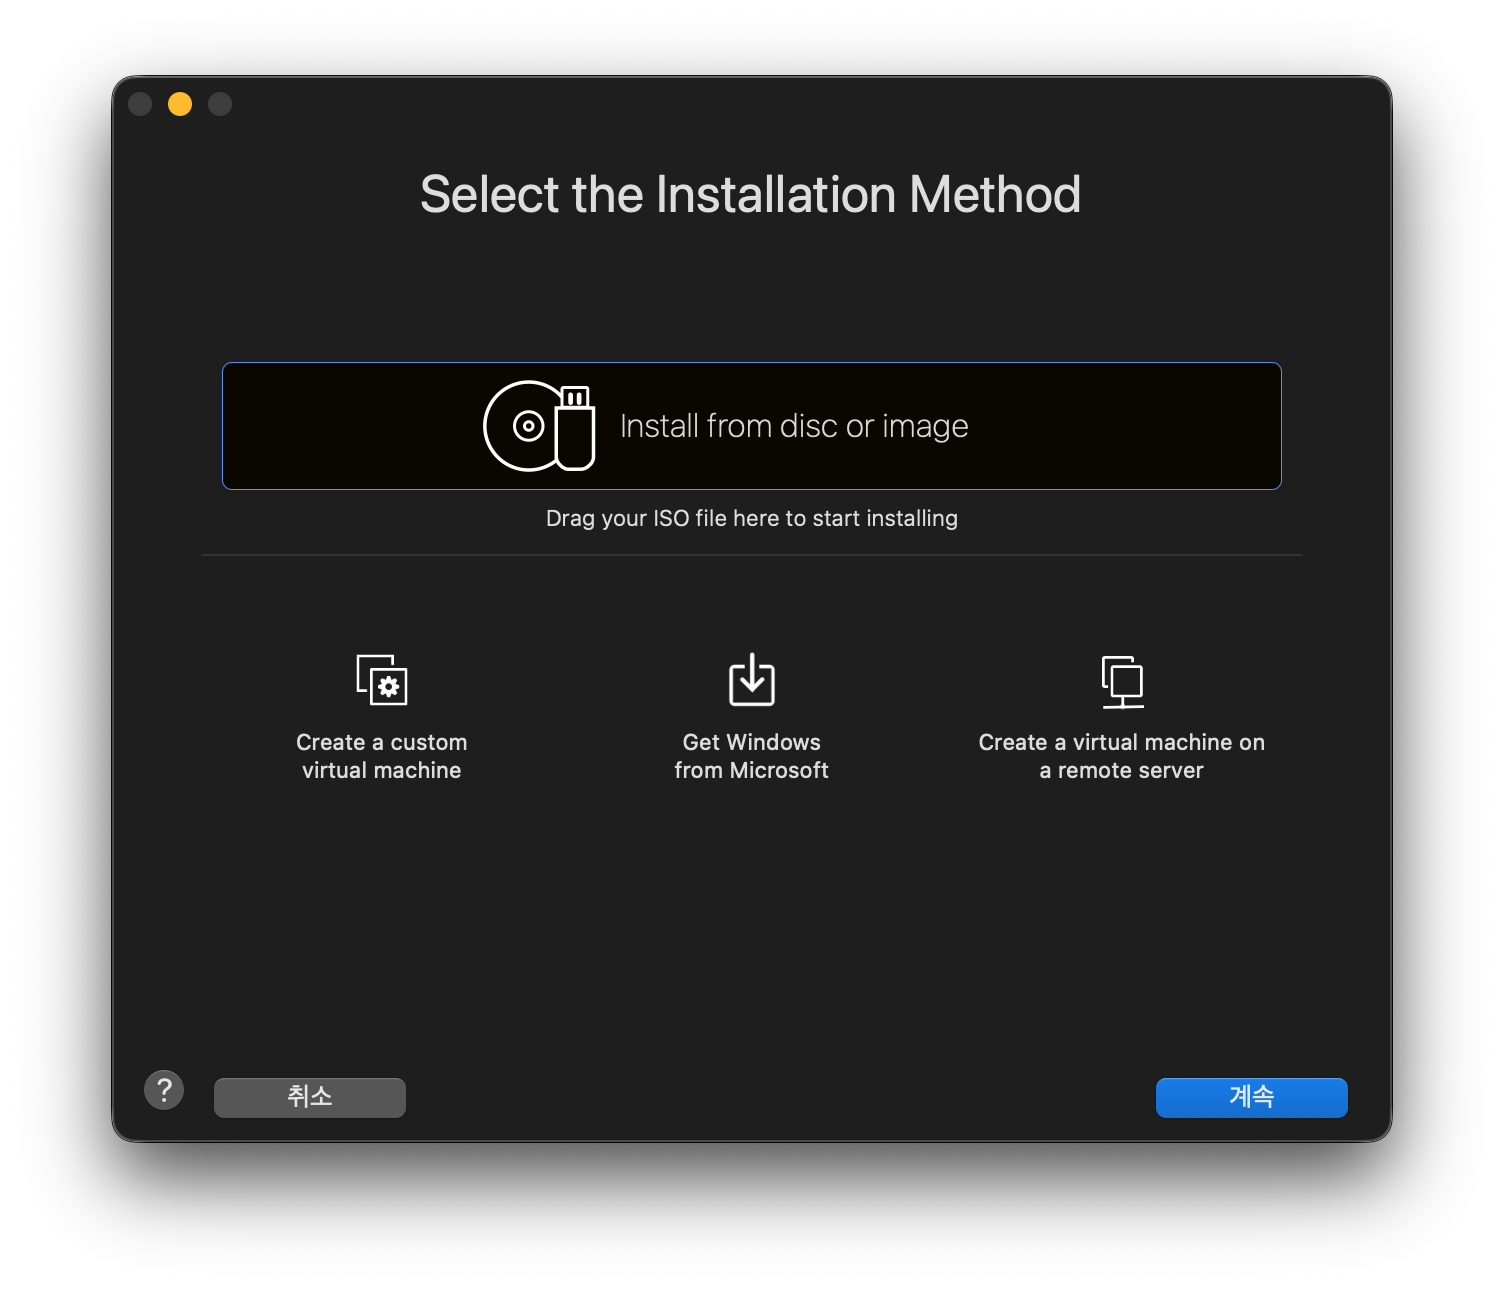 Select the Installation Method
Install from disc or image
Drag your ISO file here to start installing
Create a custom
virtual machine
Get Windows
from Microsoft
Create a virtual machine on
a remote server
?
취소
계속